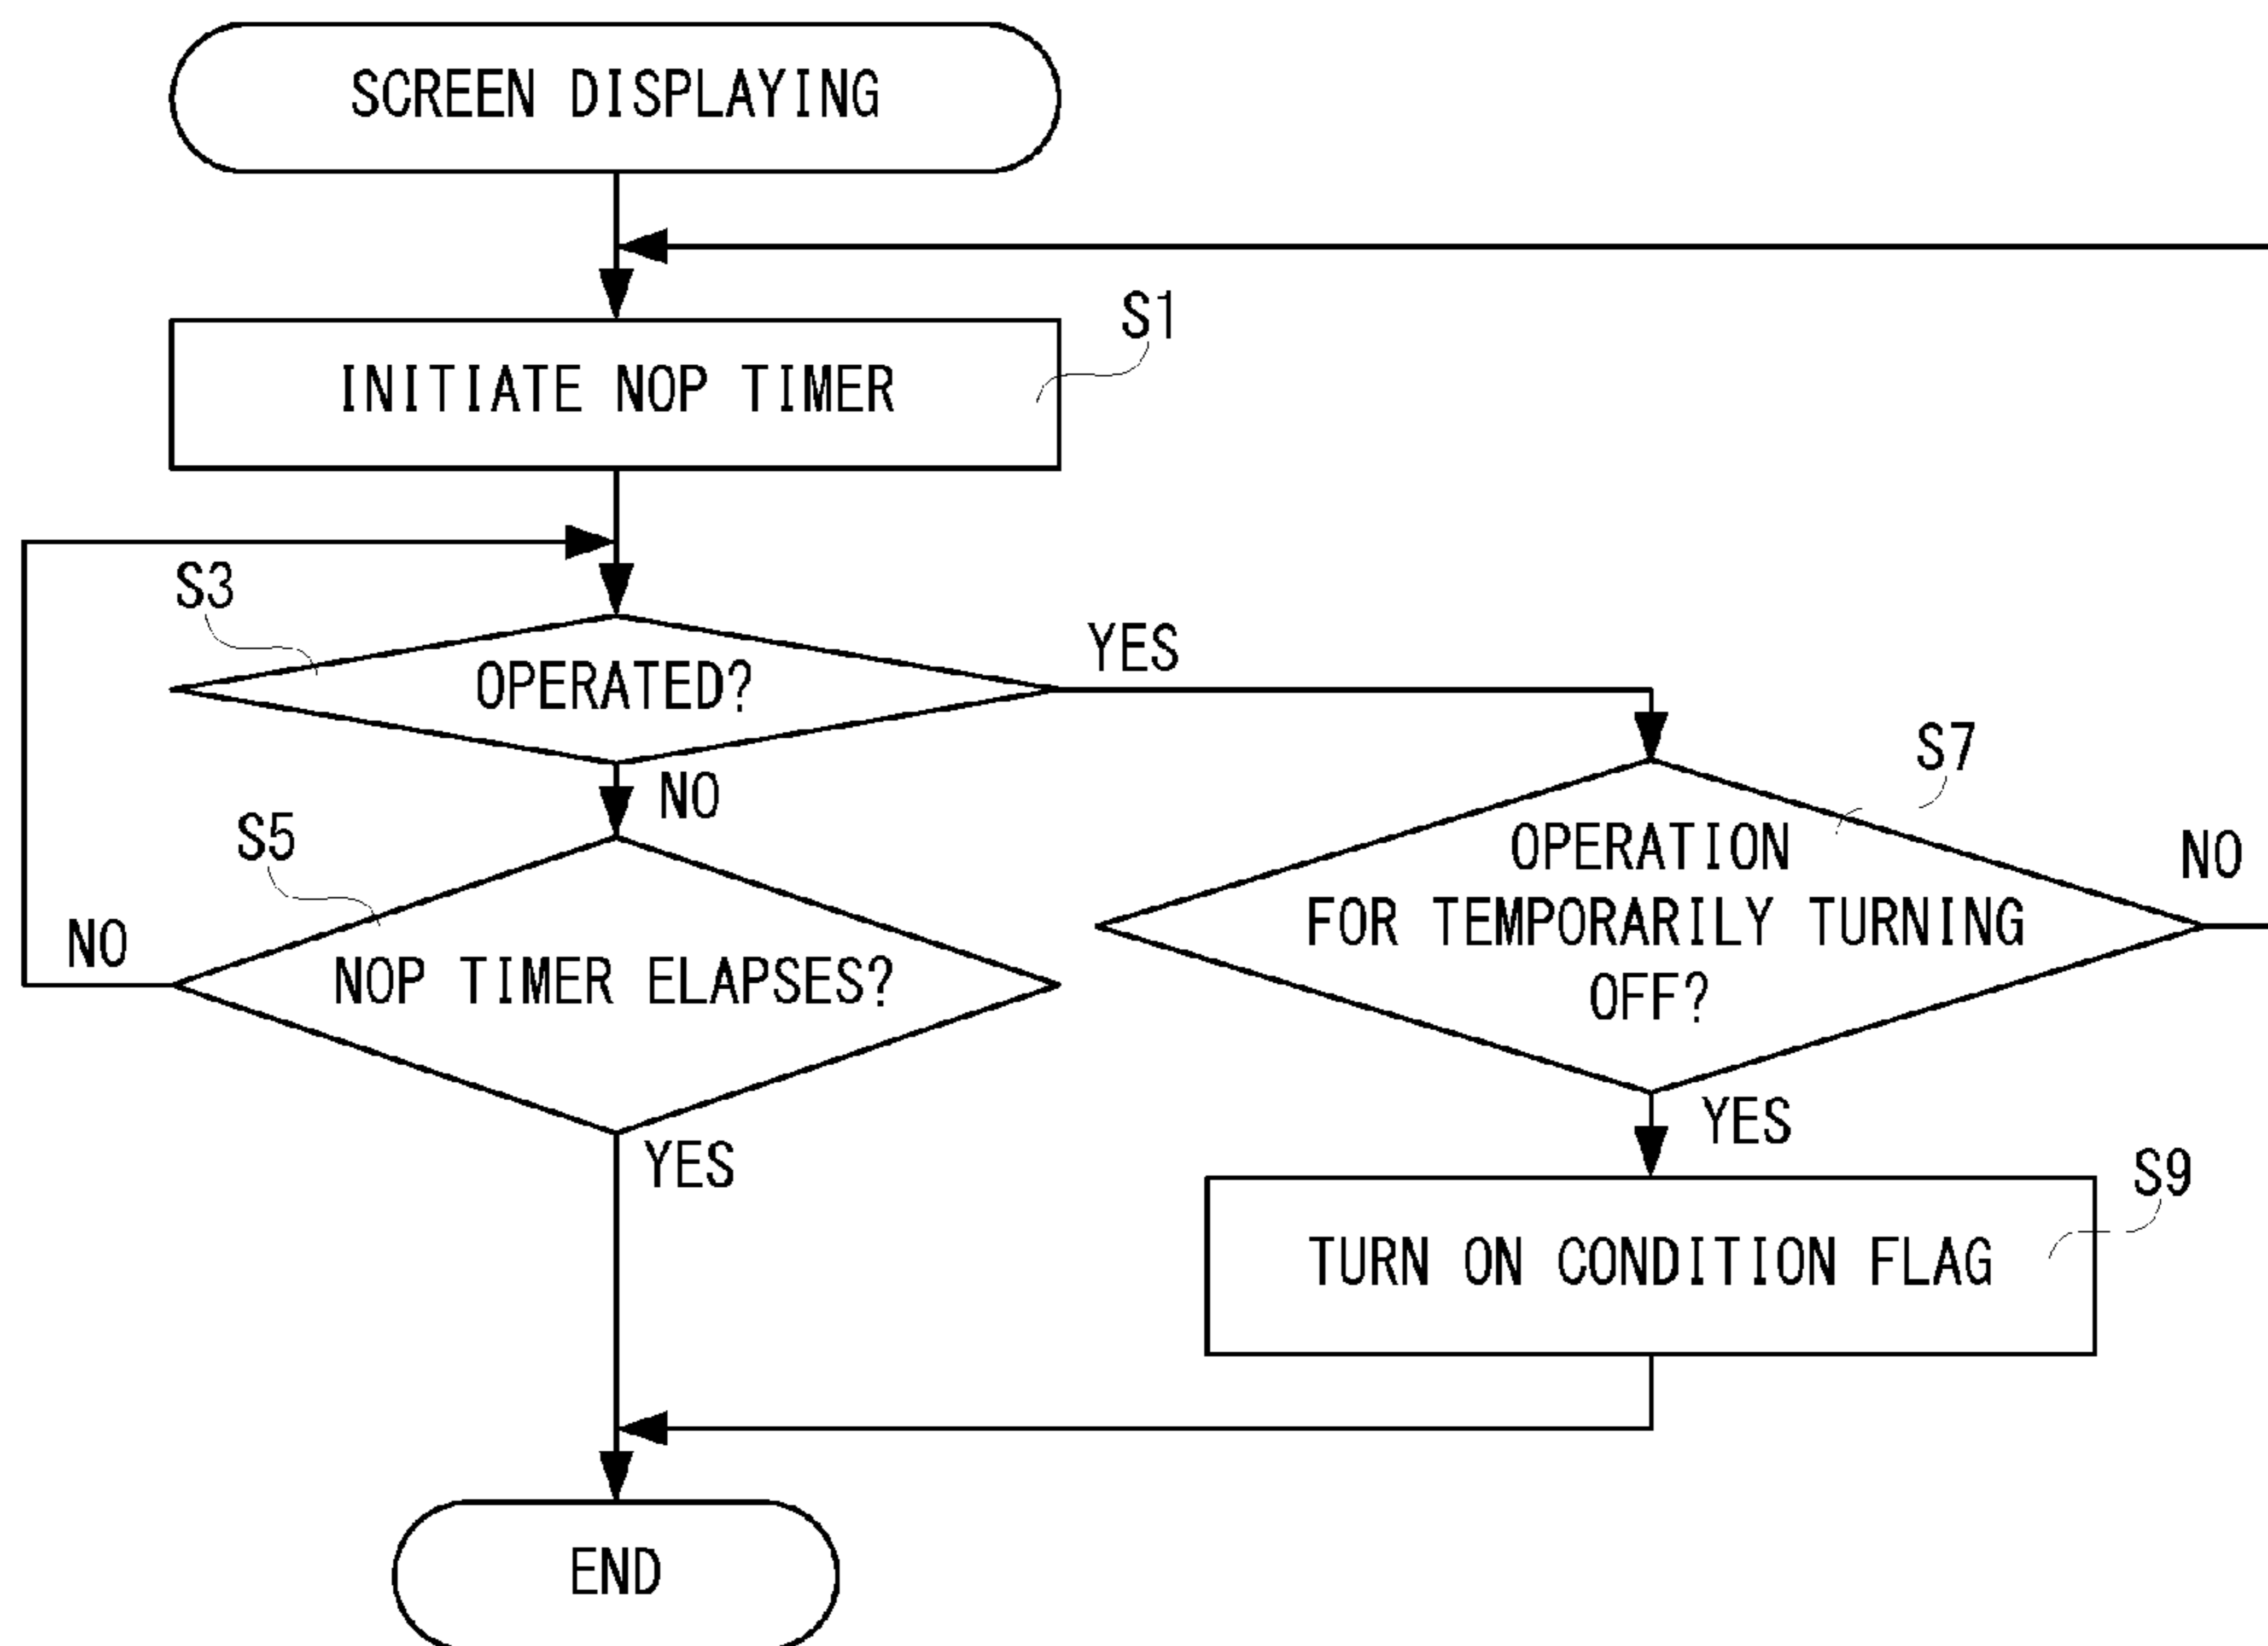 SCREEN DISPLAYING
S1
INITIATE NOP TIMER
S3
OPERATED?
YES
NO
S7
OPERATION
FOR TEMPORARILY TURNING
OFF?
NO
S5
NOP TIMER ELAPSES?
NO
YES
YES
S9
TURN ON CONDITION FLAG
END